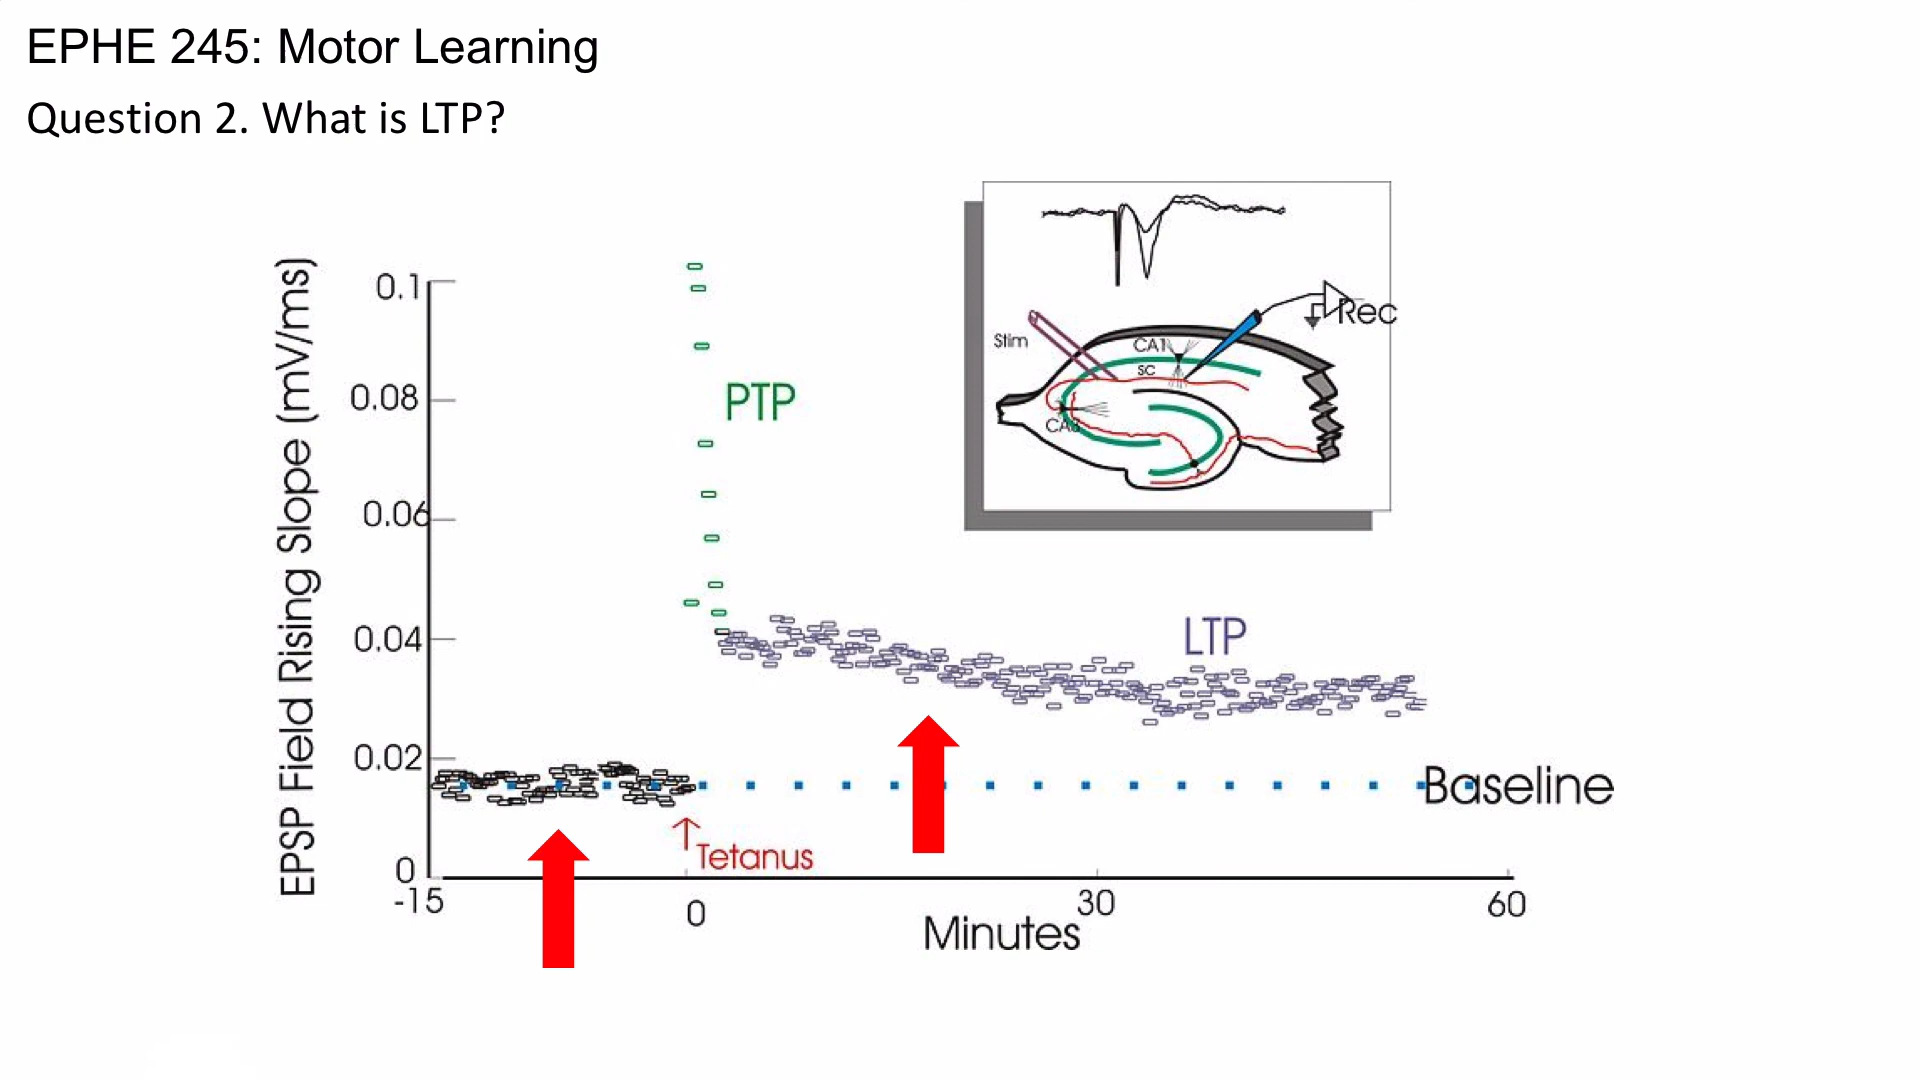 EPHE 245: Motor Learning
Question 2. What is LTP?
EPSP Field Rising Slope (mV/ms)
0.1
0.08
0.06
0.04
0.02
0
-15
0
30
60
Minutes
PTP
LTP
Baseline
Tetanus
Stim
Rec
CA1
SC
CA3